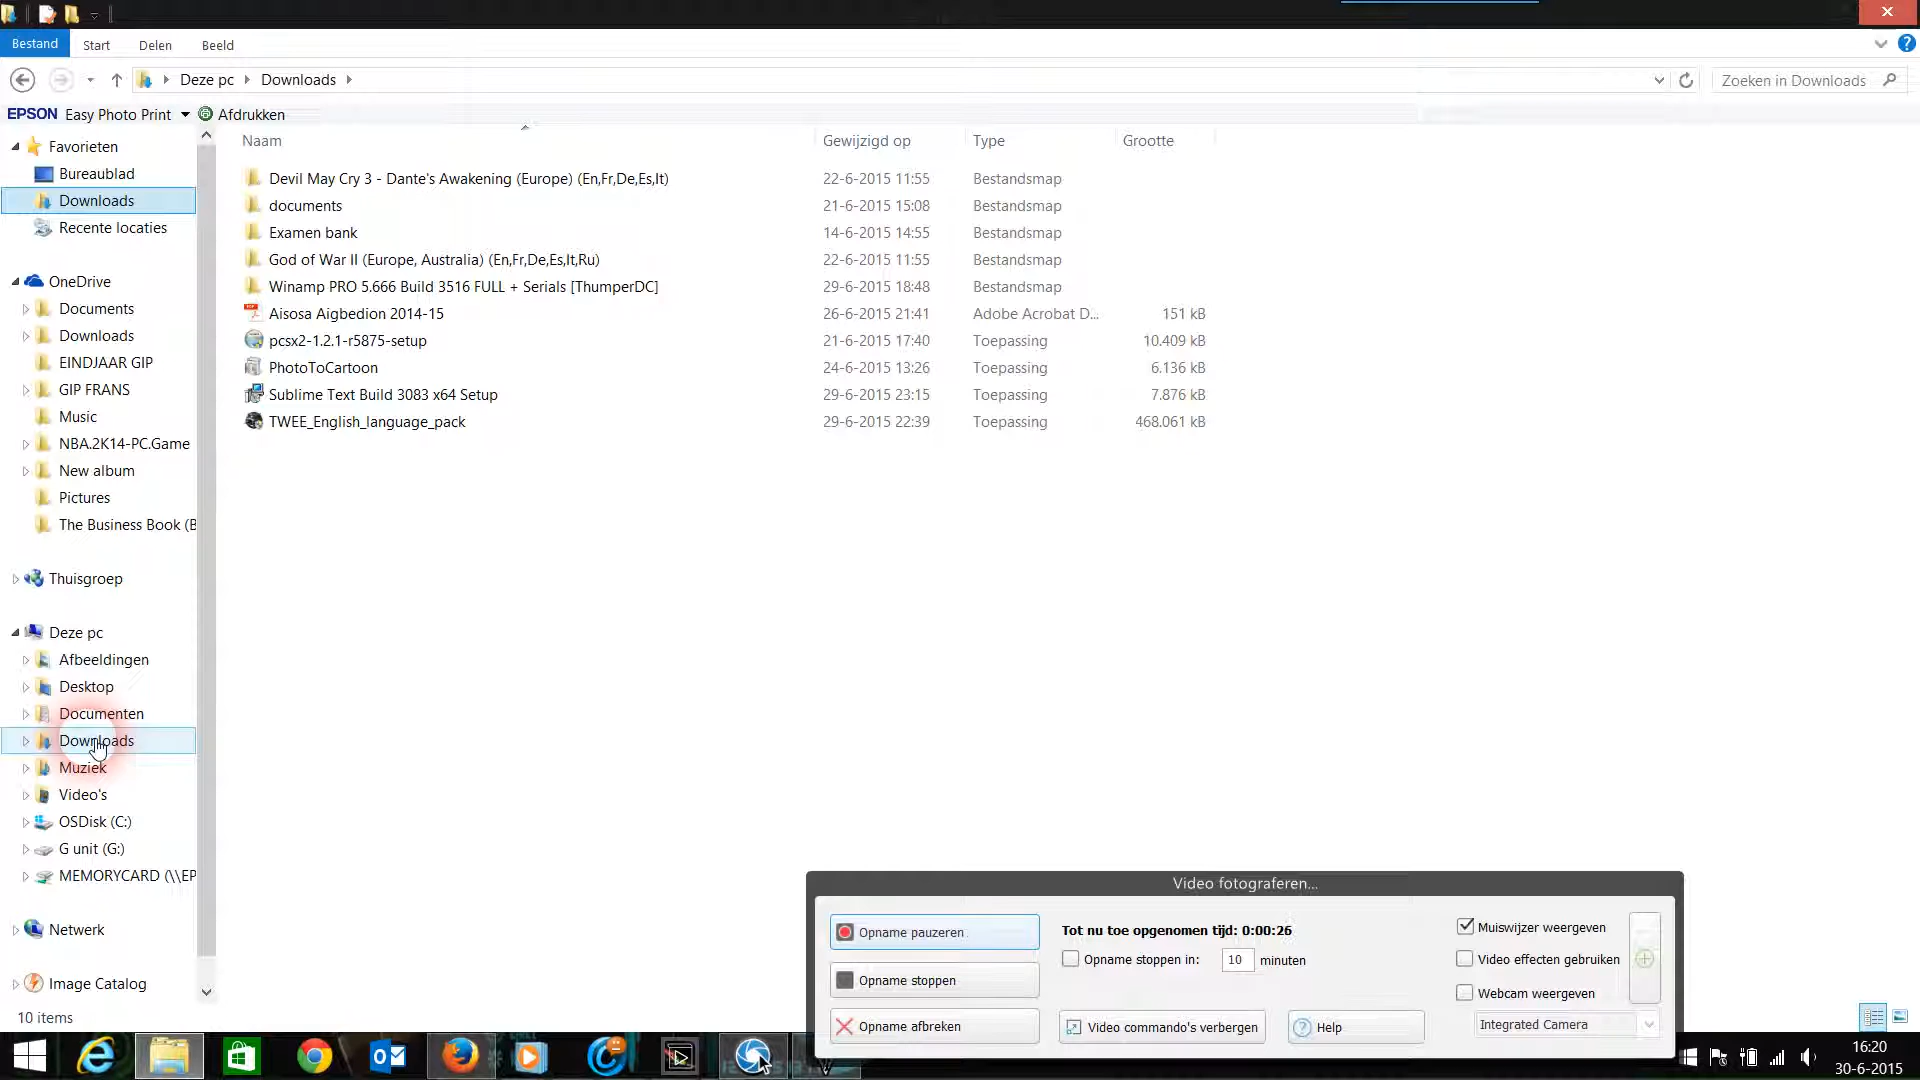 Bestand Start Delen Beeld
Deze pc Downloads Zoeken in Downloads
EPSON Easy Photo Print Afdrukken
Naam Gewijzigd op Type Grootte
Favorieten
Bureaublad
Downloads
Recente locaties
OneDrive
Documents
Downloads
EINDJAAR GIP
GIP FRANS
Music
NBA.2K14-PC.Game
New album
Pictures
The Business Book (B
Thuisgroep
Deze pc
Afbeeldingen
Desktop
Documenten
Downloads
Muziek
Video's
OSDisk (C:)
G unit (G:)
MEMORYCARD (\\EP
Netwerk
Image Catalog
Devil May Cry 3 - Dante's Awakening (Europe) (En,Fr,De,Es,It) 22-6-2015 11:55 Bestandsmap
documents 21-6-2015 15:08 Bestandsmap
Examen bank 14-6-2015 14:55 Bestandsmap
God of War II (Europe, Australia) (En,Fr,De,Es,It,Ru) 22-6-2015 11:55 Bestandsmap
Winamp PRO 5.666 Build 3516 FULL + Serials [ThumperDC] 29-6-2015 18:48 Bestandsmap
Aisosa Aigbedion 2014-15 26-6-2015 21:41 Adobe Acrobat D... 151 kB
pcsx2-1.2.1-r5875-setup 21-6-2015 17:40 Toepassing 10.409 kB
PhotoToCartoon 24-6-2015 13:26 Toepassing 6.136 kB
Sublime Text Build 3083 x64 Setup 29-6-2015 23:15 Toepassing 7.876 kB
TWEE_English_language_pack 29-6-2015 22:39 Toepassing 468.061 kB
Video fotograferen...
Opname pauzeren Tot nu toe opgenomen tijd: 0:00:26 Muiswijzer weergeven
Opname stoppen in: 10 minuten Video effecten gebruiken
Opname stoppen Webcam weergeven
Opname afbreken Video commando's verbergen Help Integrated Camera
10 items
16:20
30-6-2015